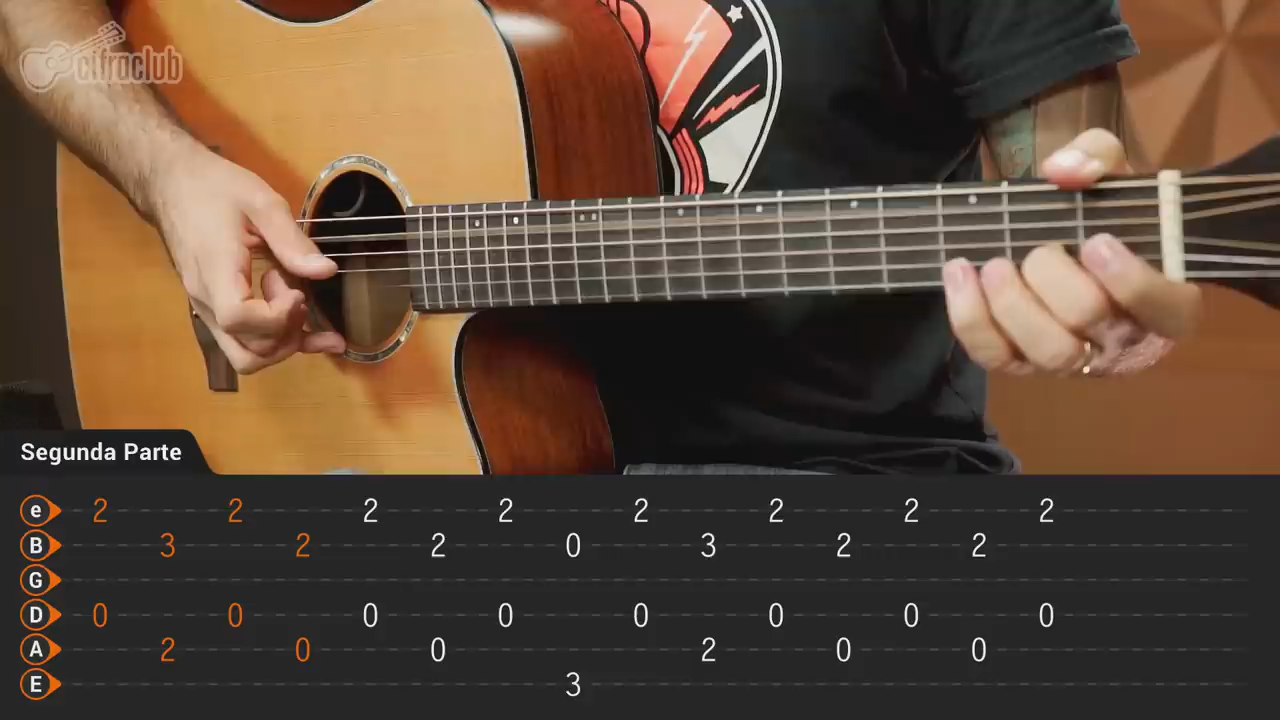 cifraclub
Segunda Parte
e 2 2 2 2 2 2 2 2
B 3 2 2 0 3 2 2
G
D 0 0 0 0 0 0 0 0
A 2 0 0 2 0 0
E 3